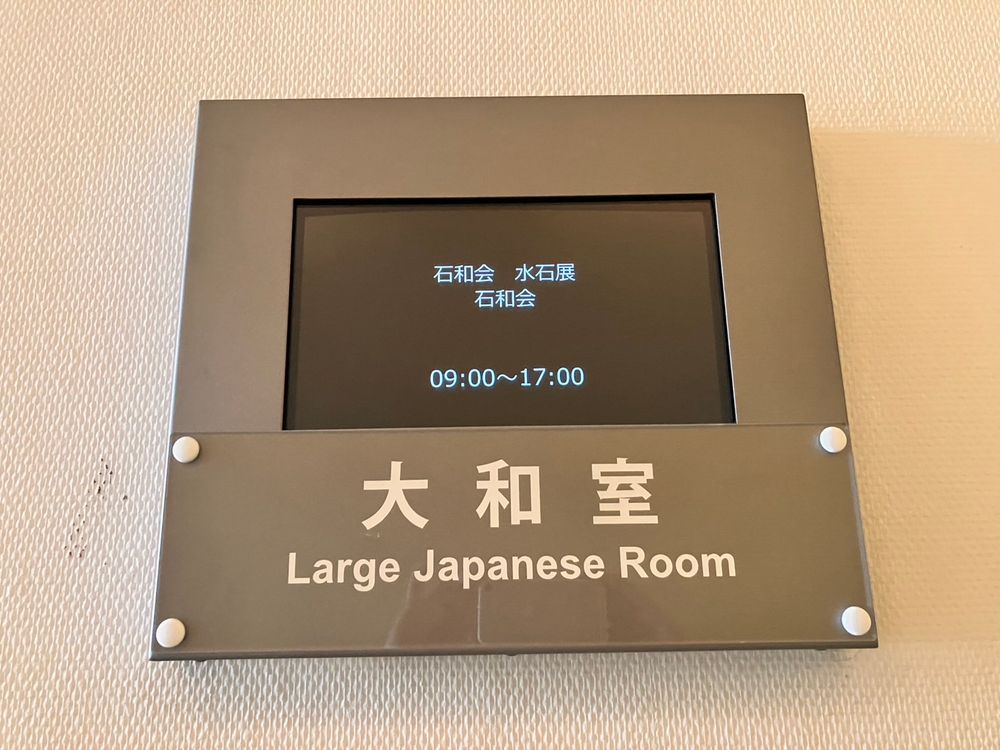 石和会　水石展
石和会
09:00～17:00
大和室
Large Japanese Room